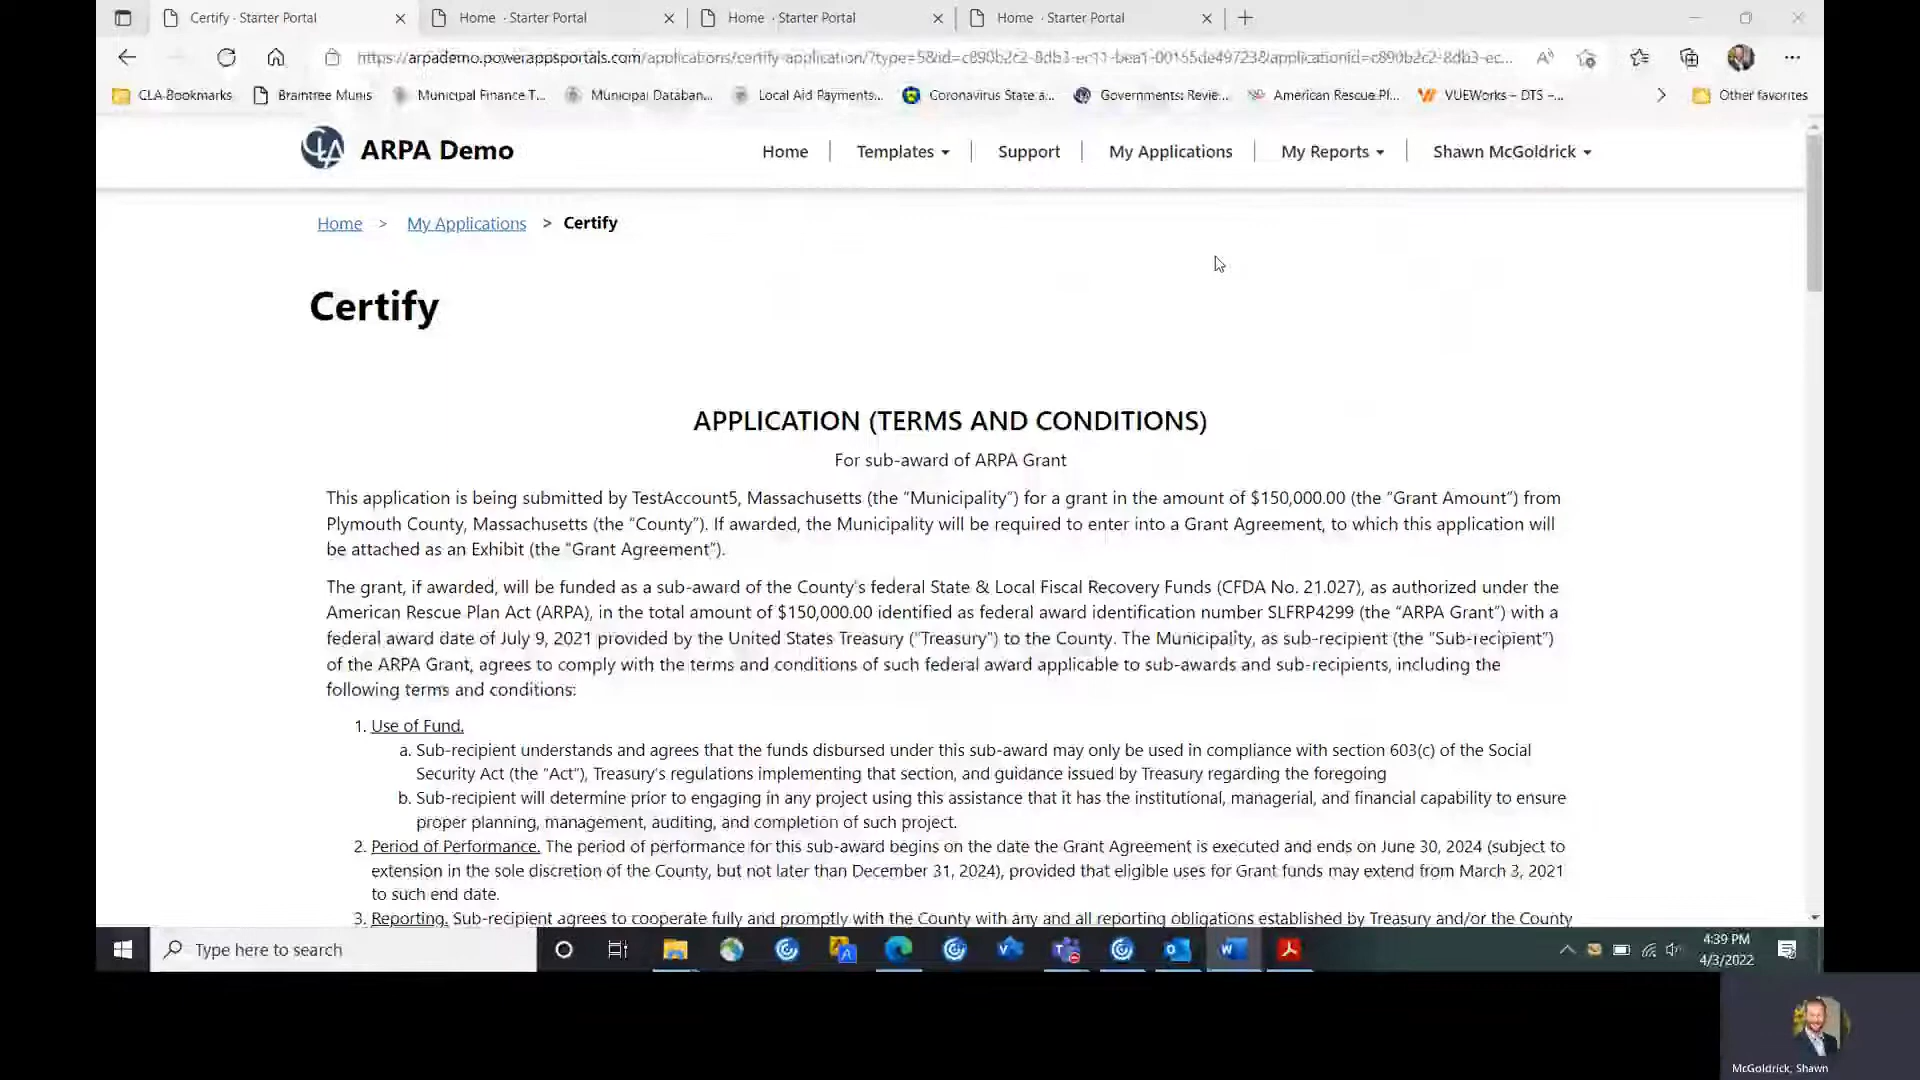 Certify · Starter Portal
Home · Starter Portal
Home · Starter Portal
Home · Starter Portal
https://arpademo.powerappsportals.com/applications/certify-application/?type=5&id=c890b2c2-8db3-ec11-bea1-00155de49723&applicationid=c890b2c2-8db3-ec...
CLA-Bookmarks
Braintree Munis
Municipal Finance T...
Municipal Databan...
Local Aid Payments...
Coronavirus State a...
Governments: Revie...
American Rescue Pl...
VUEWorks – DTS –...
Other favorites
CLA
ARPA Demo
Home
Templates
Support
My Applications
My Reports
Shawn McGoldrick
Home > My Applications > Certify
Certify
APPLICATION (TERMS AND CONDITIONS)
For sub-award of ARPA Grant
This application is being submitted by TestAccount5, Massachusetts (the “Municipality”) for a grant in the amount of $150,000.00 (the “Grant Amount”) from
Plymouth County, Massachusetts (the “County”). If awarded, the Municipality will be required to enter into a Grant Agreement, to which this application will
be attached as an Exhibit (the “Grant Agreement”).
The grant, if awarded, will be funded as a sub-award of the County's federal State & Local Fiscal Recovery Funds (CFDA No. 21.027), as authorized under the
American Rescue Plan Act (ARPA), in the total amount of $150,000.00 identified as federal award identification number SLFRP4299 (the “ARPA Grant”) with a
federal award date of July 9, 2021 provided by the United States Treasury (“Treasury”) to the County. The Municipality, as sub-recipient (the “Sub-recipient”)
of the ARPA Grant, agrees to comply with the terms and conditions of such federal award applicable to sub-awards and sub-recipients, including the
following terms and conditions:
1. Use of Fund.
a. Sub-recipient understands and agrees that the funds disbursed under this sub-award may only be used in compliance with section 603(c) of the Social
Security Act (the “Act”), Treasury's regulations implementing that section, and guidance issued by Treasury regarding the foregoing
b. Sub-recipient will determine prior to engaging in any project using this assistance that it has the institutional, managerial, and financial capability to ensure
proper planning, management, auditing, and completion of such project.
2. Period of Performance. The period of performance for this sub-award begins on the date the Grant Agreement is executed and ends on June 30, 2024 (subject to
extension in the sole discretion of the County, but not later than December 31, 2024), provided that eligible uses for Grant funds may extend from March 3, 2021
to such end date.
3. Reporting. Sub-recipient agrees to cooperate fully and promptly with the County with any and all reporting obligations established by Treasury and/or the County
Type here to search
4:39 PM
4/3/2022
McGoldrick, Shawn